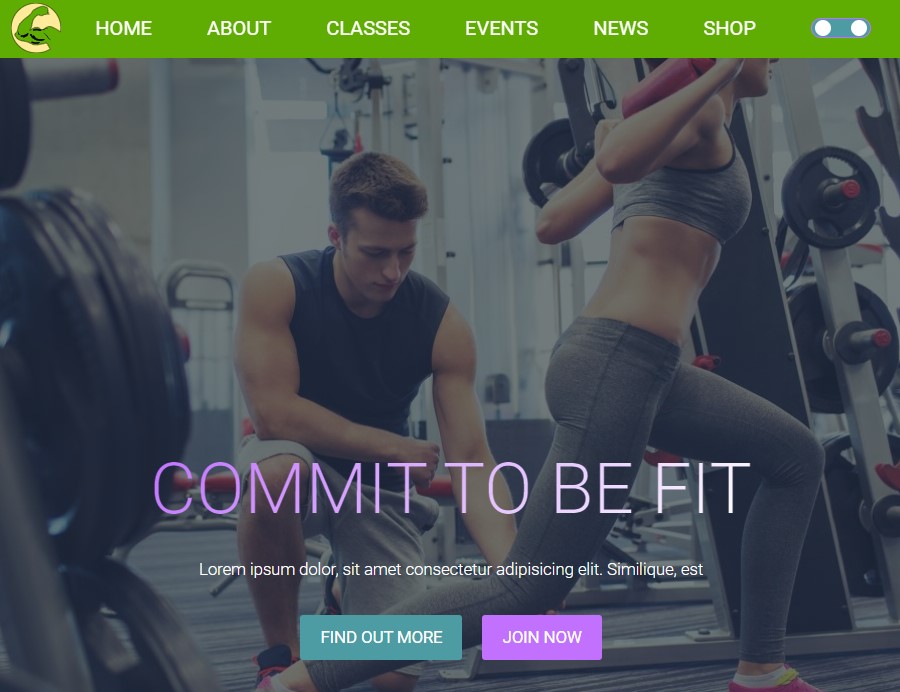 HOME ABOUT CLASSES EVENTS NEWS SHOP
COMMIT TO BE FIT
Lorem ipsum dolor, sit amet consectetur adipisicing elit. Similique, est
FIND OUT MORE JOIN NOW